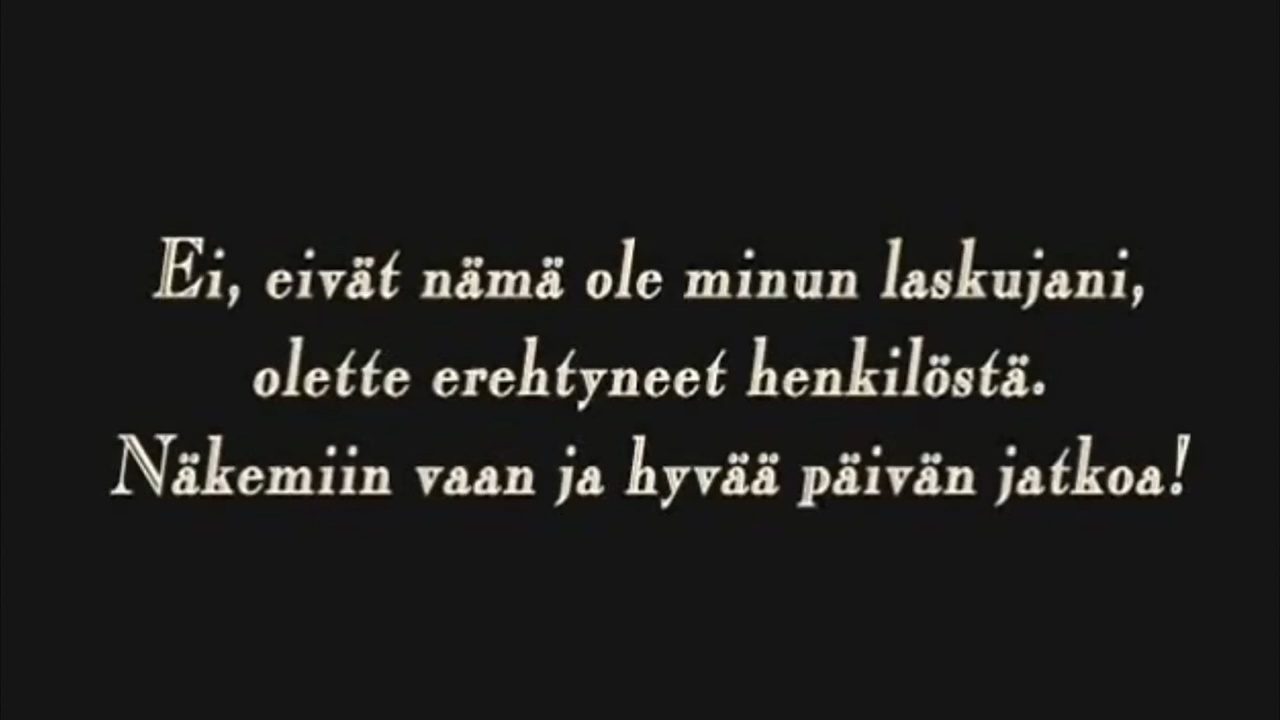 Ei, eivät nämä ole minun laskujani,
olette erehtyneet henkilöstä.
Näkemiin vaan ja hyvää päivän jatkoa!